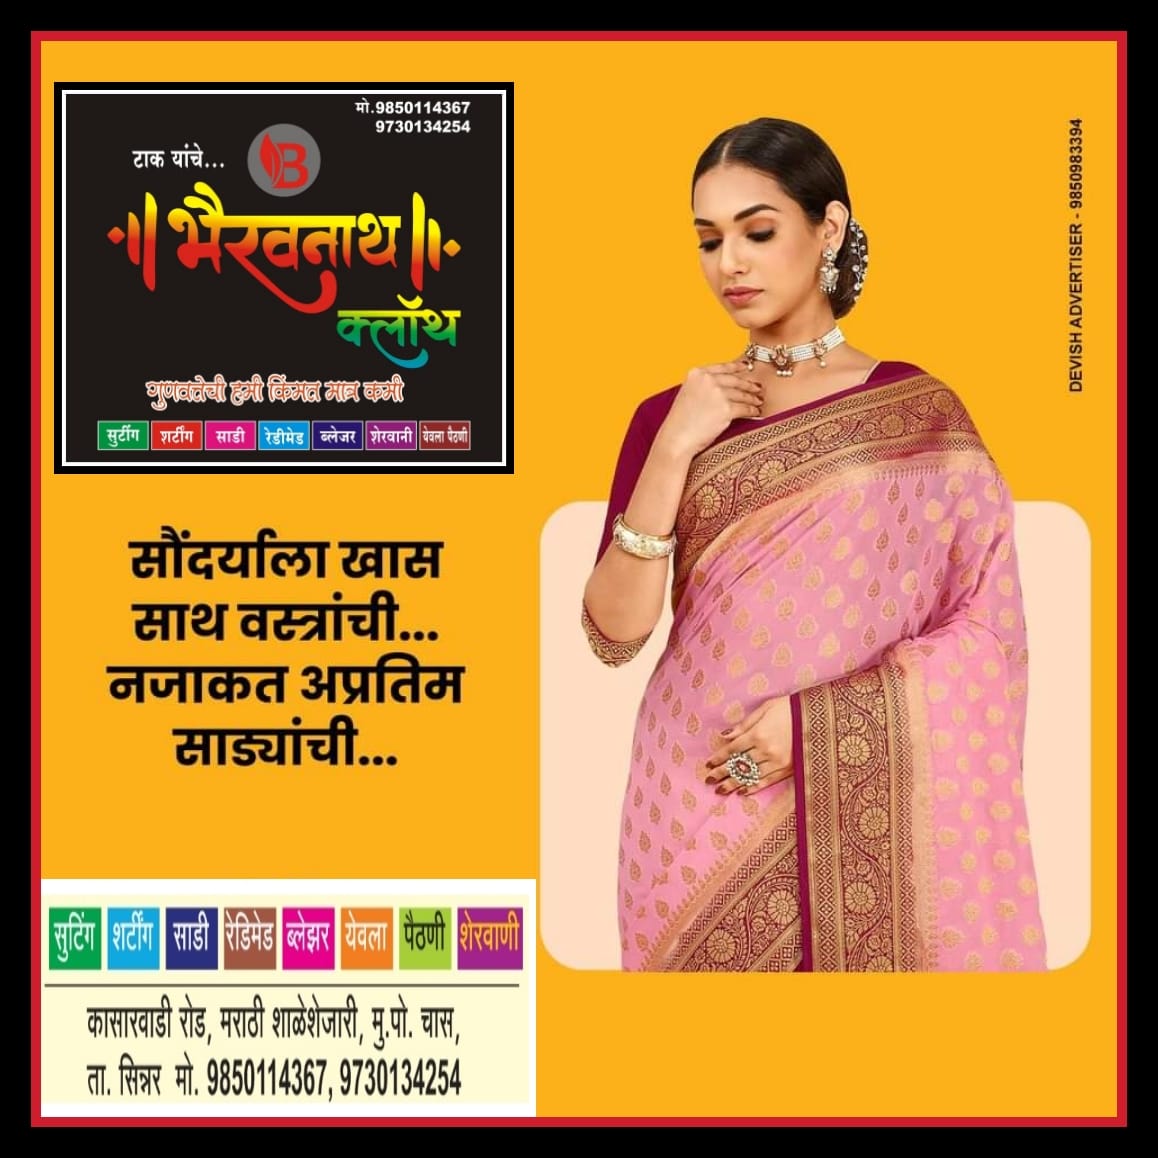 मो.9850114367
9730134254
टाक यांचे...
B
भैरवनाथ
क्लॉथ
गुणवत्तेची हमी किंमत मात्र कमी
सुर्टींग शर्टींग साडी रेडीमेड ब्लेजर शेरवानी येवला पैठणी
DEVISH ADVERTISER - 9850983394
सौंदर्याला खास
साथ वस्त्रांची...
नजाकत अप्रतिम
साड्यांची...
सुटिंग शर्टींग साडी रेडिमेड ब्लेझर येवला पैठणी शेरवाणी
कासारवाडी रोड, मराठी शाळेशेजारी, मु.पो. चास,
ता. सिन्नर मो. 9850114367, 9730134254